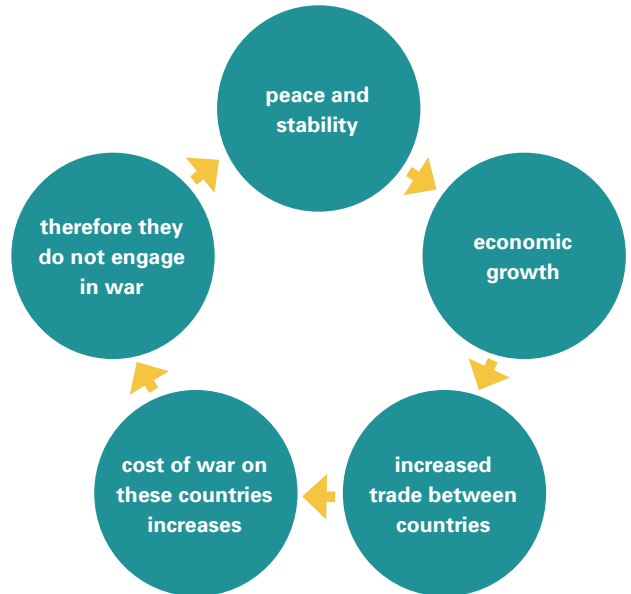 peace and
stability
economic
growth
increased
trade between
countries
cost of war on
these countries
increases
therefore they
do not engage
in war